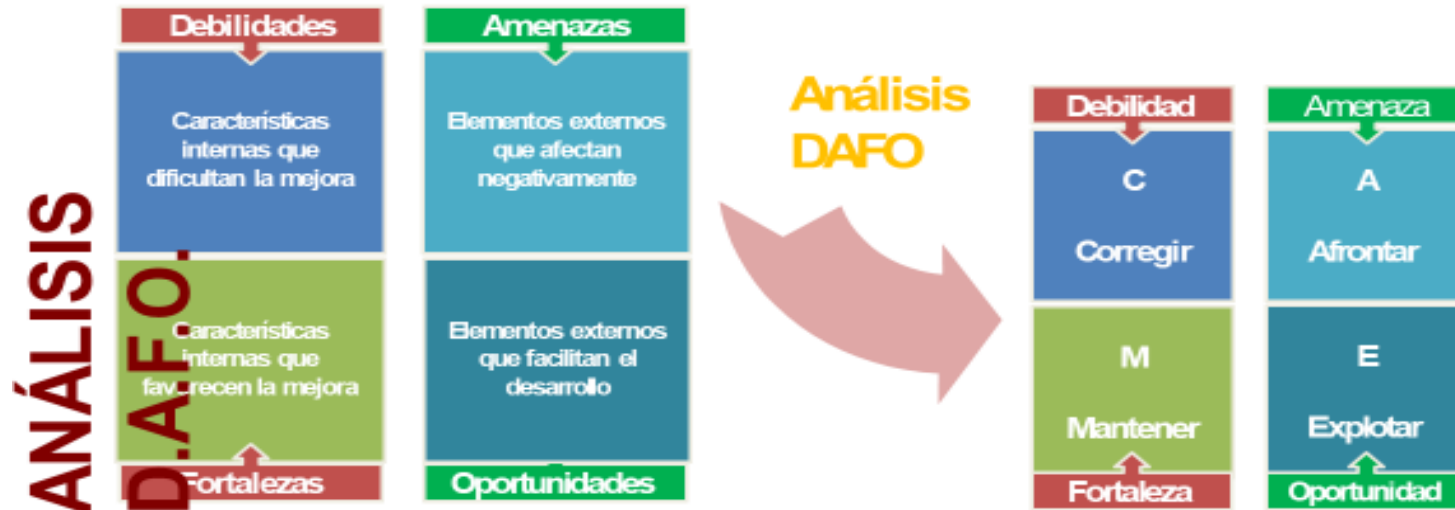 ANÁLISIS
D.AF.O.
Debilidades
Características
internas que
dificultan la mejora
Características
internas que
favorecen la mejora
Fortalezas
Amenazas
Elementos externos
que afectan
negativamente
Elementos externos
que facilitan el
desarrollo
Oportunidades
Análisis
DAFO
Debilidad
C
Corregir
M
Mantener
Fortaleza
Amenaza
A
Afrontar
E
Explotar
Oportunidad